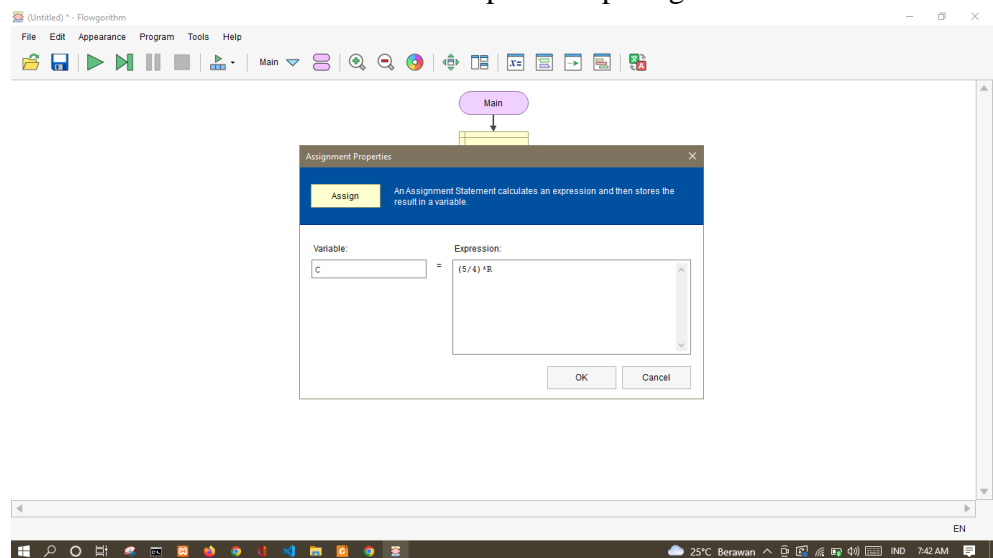 (Untitled) * - Flowgorithm
File Edit Appearance Program Tools Help
Main
x=
Main
Assignment Properties
Assign
An Assignment Statement calculates an expression and then stores the
result in a variable.
Variable:
Expression:
C
=
(5/4)*R
OK
Cancel
EN
25°C Berawan
IND
7:42 AM